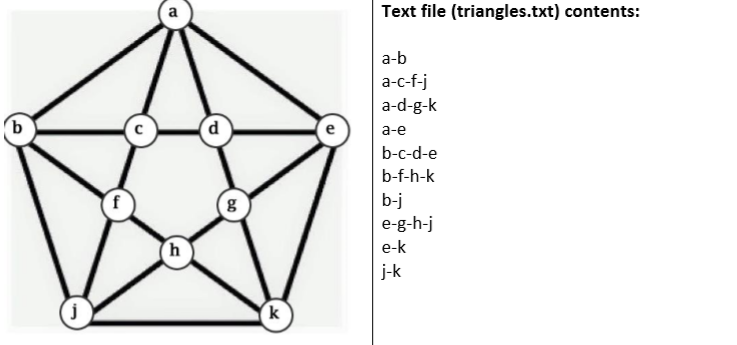 a
b
c
d
e
f
g
h
j
k
Text file (triangles.txt) contents:
a-b
a-c-f-j
a-d-g-k
a-e
b-c-d-e
b-f-h-k
b-j
e-g-h-j
e-k
j-k